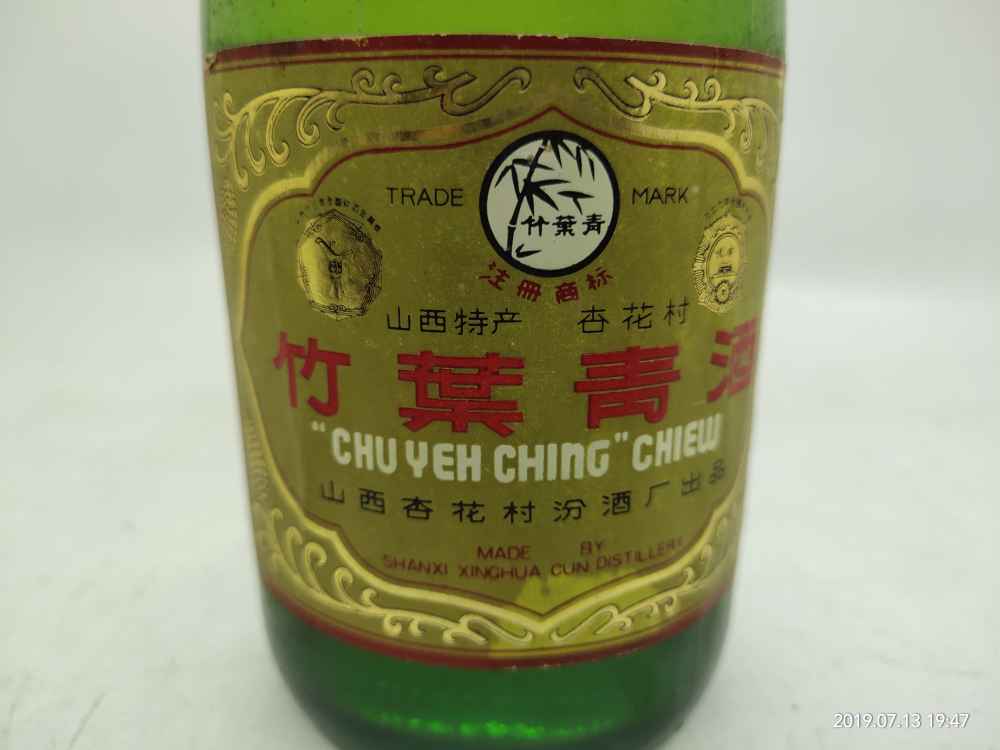 TRADE MARK
竹葉青
注冊商标
山西特产 杏花村
竹葉青酒
"CHU YEH CHING" CHIEW
山西杏花村汾酒厂出品
MADE BY
SHANXI XINGHUA CUN DISTILLERY
2019.07.13 19:47